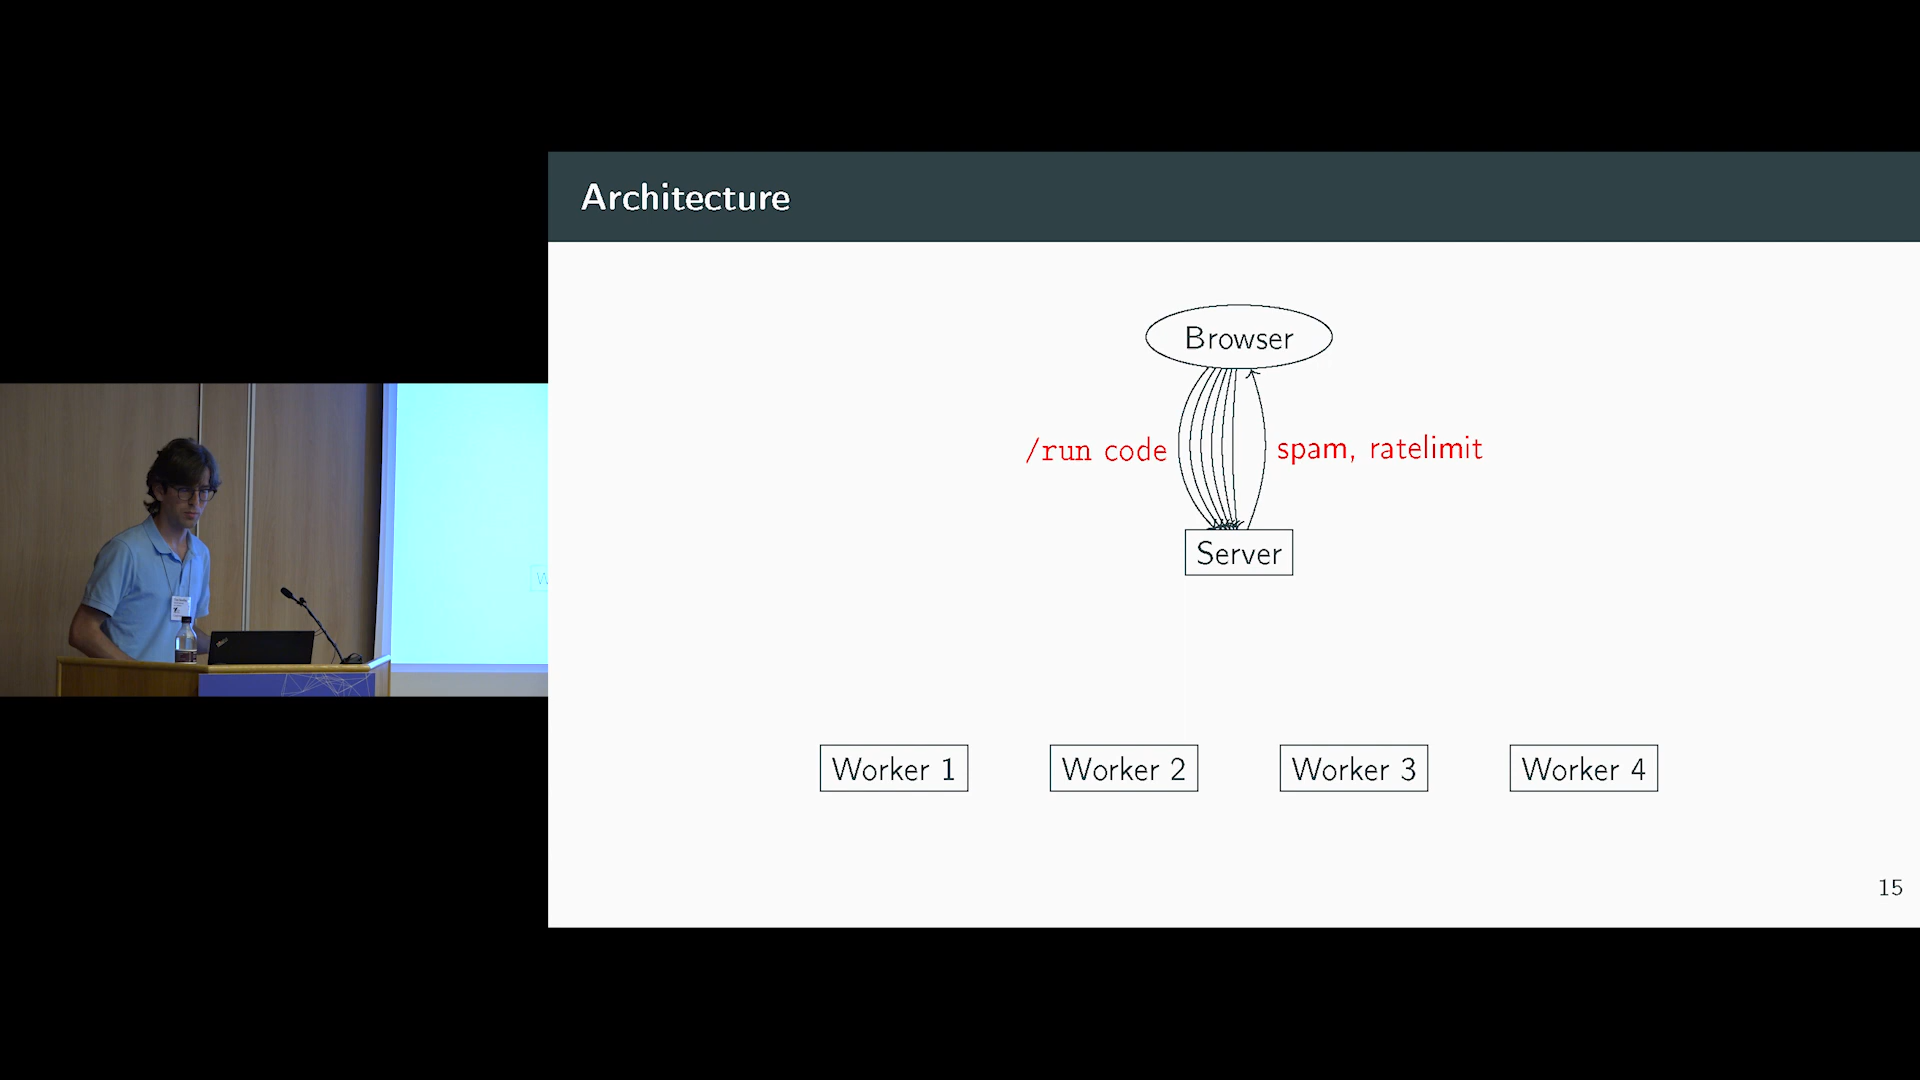 Architecture
Browser
/run code
spam, ratelimit
Server
Worker 1
Worker 2
Worker 3
Worker 4
15